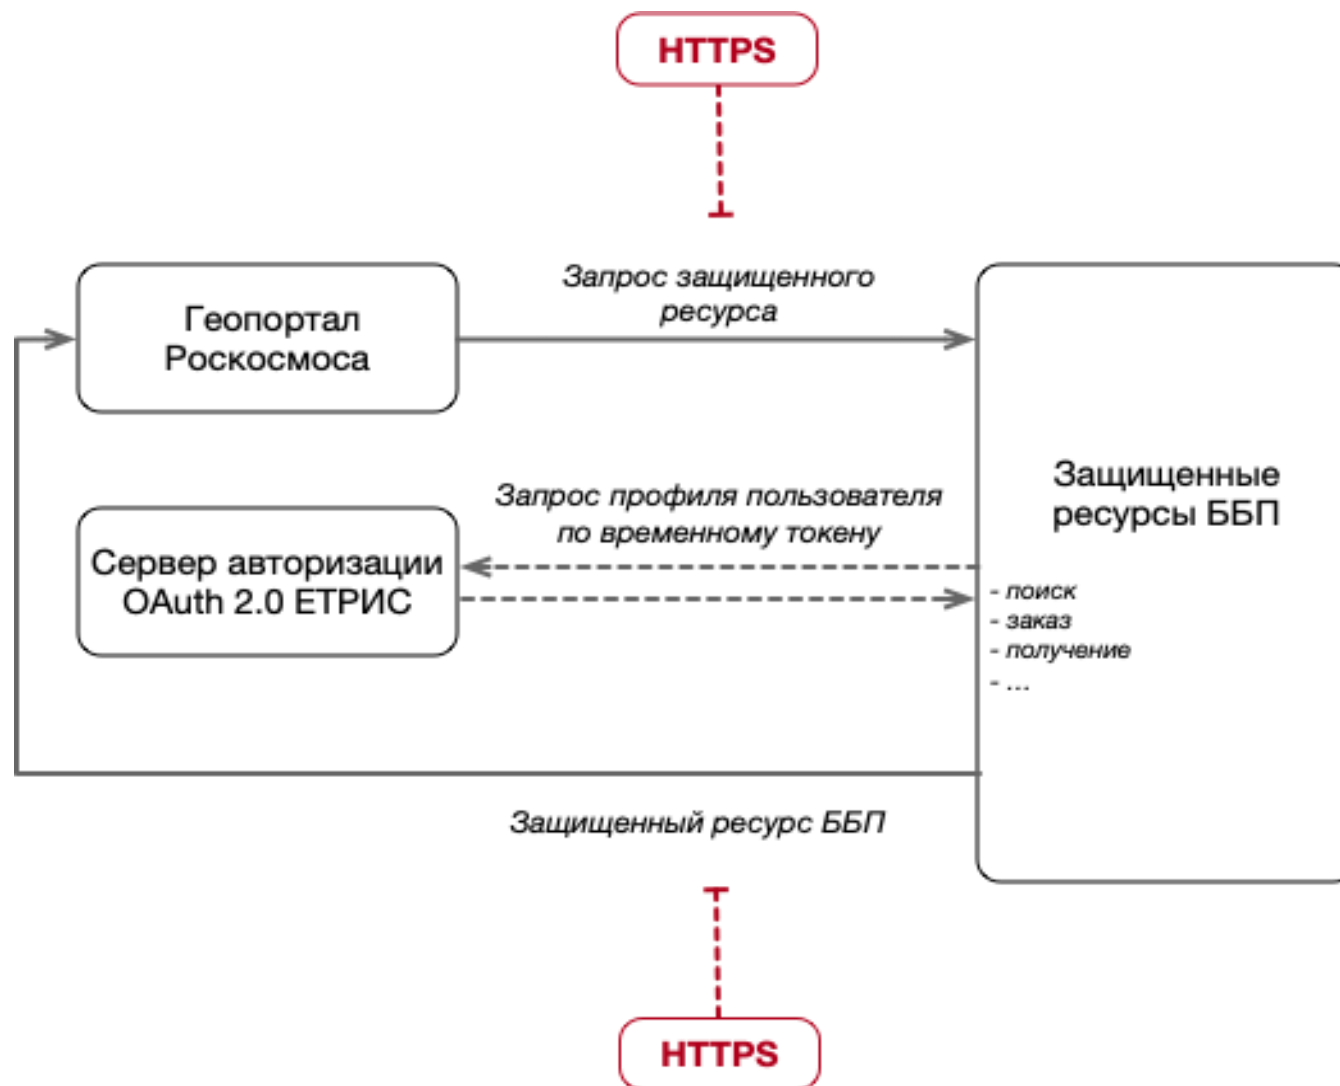 HTTPS
Запрос защищенного
ресурса
Геопортал
Роскосмоса
Запрос профиля пользователя
по временному токену
Сервер авторизации
OAuth 2.0 ЕТРИС
Защищенные
ресурсы ББП
- поиск
- заказ
- получение
- ...
Защищенный ресурс ББП
HTTPS